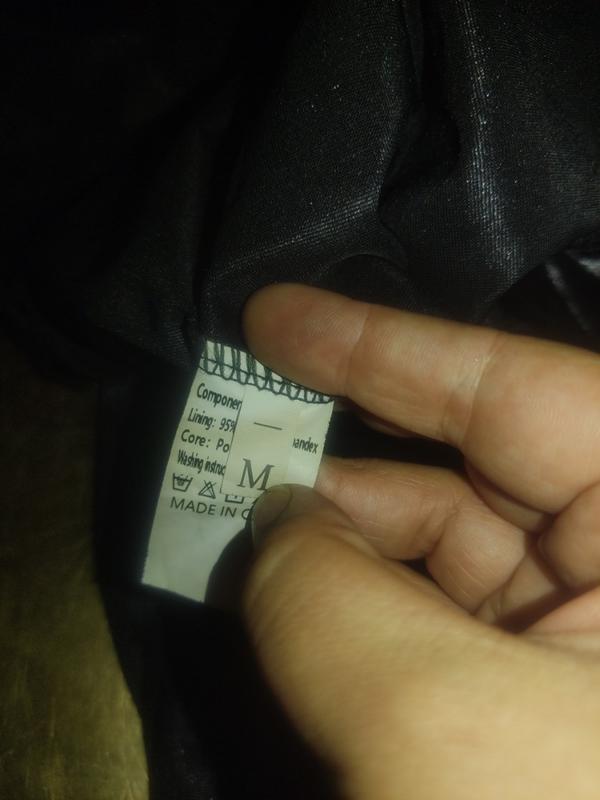 Componen
Lining: 95%
andex
Core: Po
Washing instruc
—
M
MADE IN C